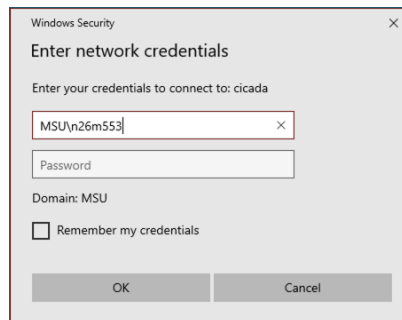 Windows Security
Enter network credentials
Enter your credentials to connect to: cicada
MSU\n26m553
Password
Domain: MSU
Remember my credentials
OK Cancel